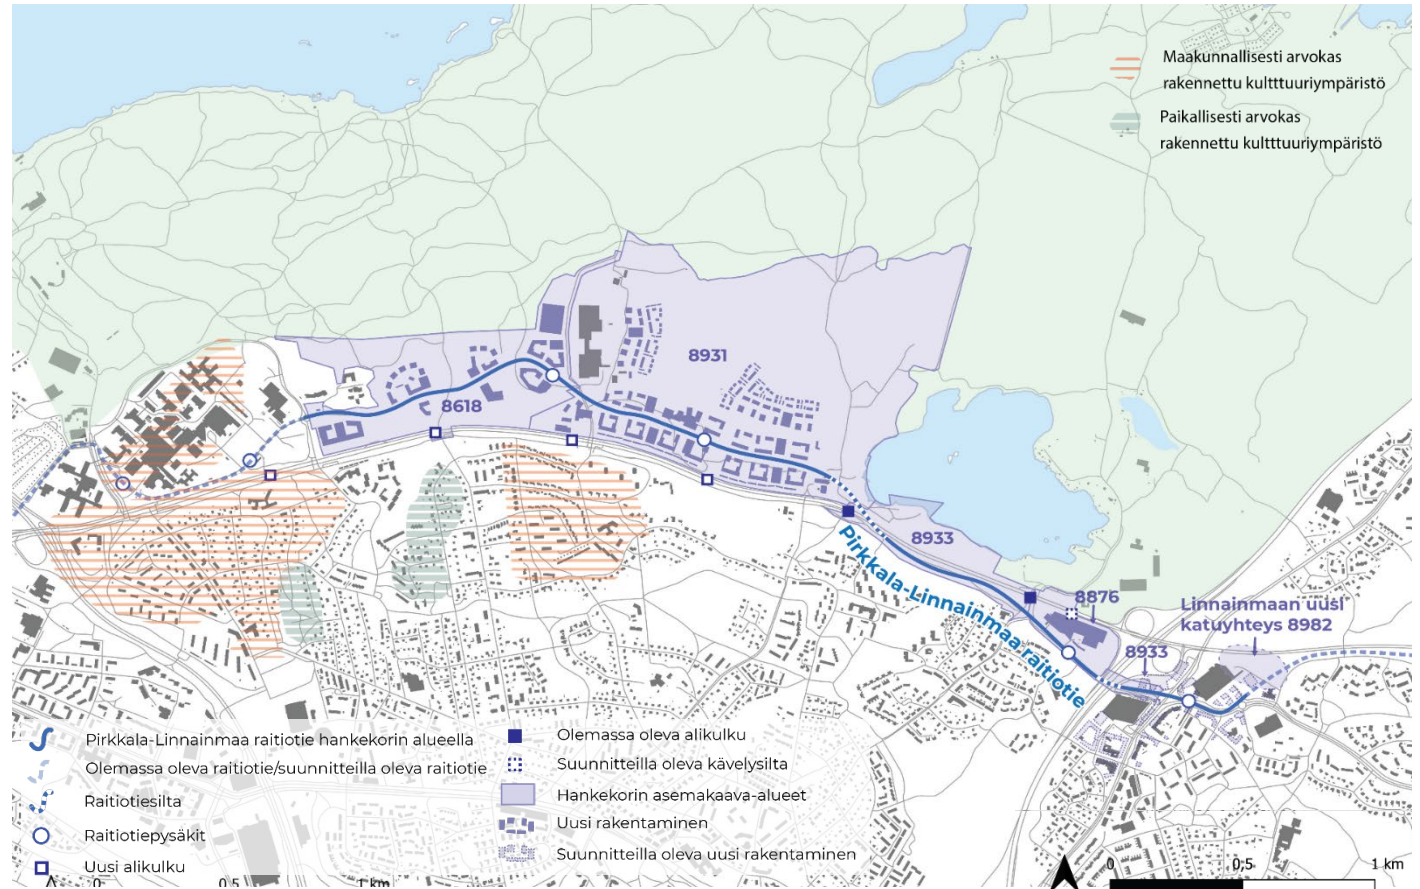 Maakunnallisesti arvokas
rakennettu kultttuuriympäristö
Paikallisesti arvokas
rakennettu kultttuuriympäristö
8931
8618
8933
Pirkkala-Linnainmaa raitiotie
8876
Linnainmaan uusi
katuyhteys 8982
8933
Pirkkala-Linnainmaa raitiotie hankekorin alueella
Olemassa oleva raitiotie/suunnitteilla oleva raitiotie
Raitiotiesilta
Raitiotiepysäkit
Uusi alikulku
Olemassa oleva alikulku
Suunnitteilla oleva kävelysilta
Hankekorin asemakaava-alueet
Uusi rakentaminen
Suunnitteilla oleva uusi rakentaminen
0 0,5 1 km
0 0,5 1 km